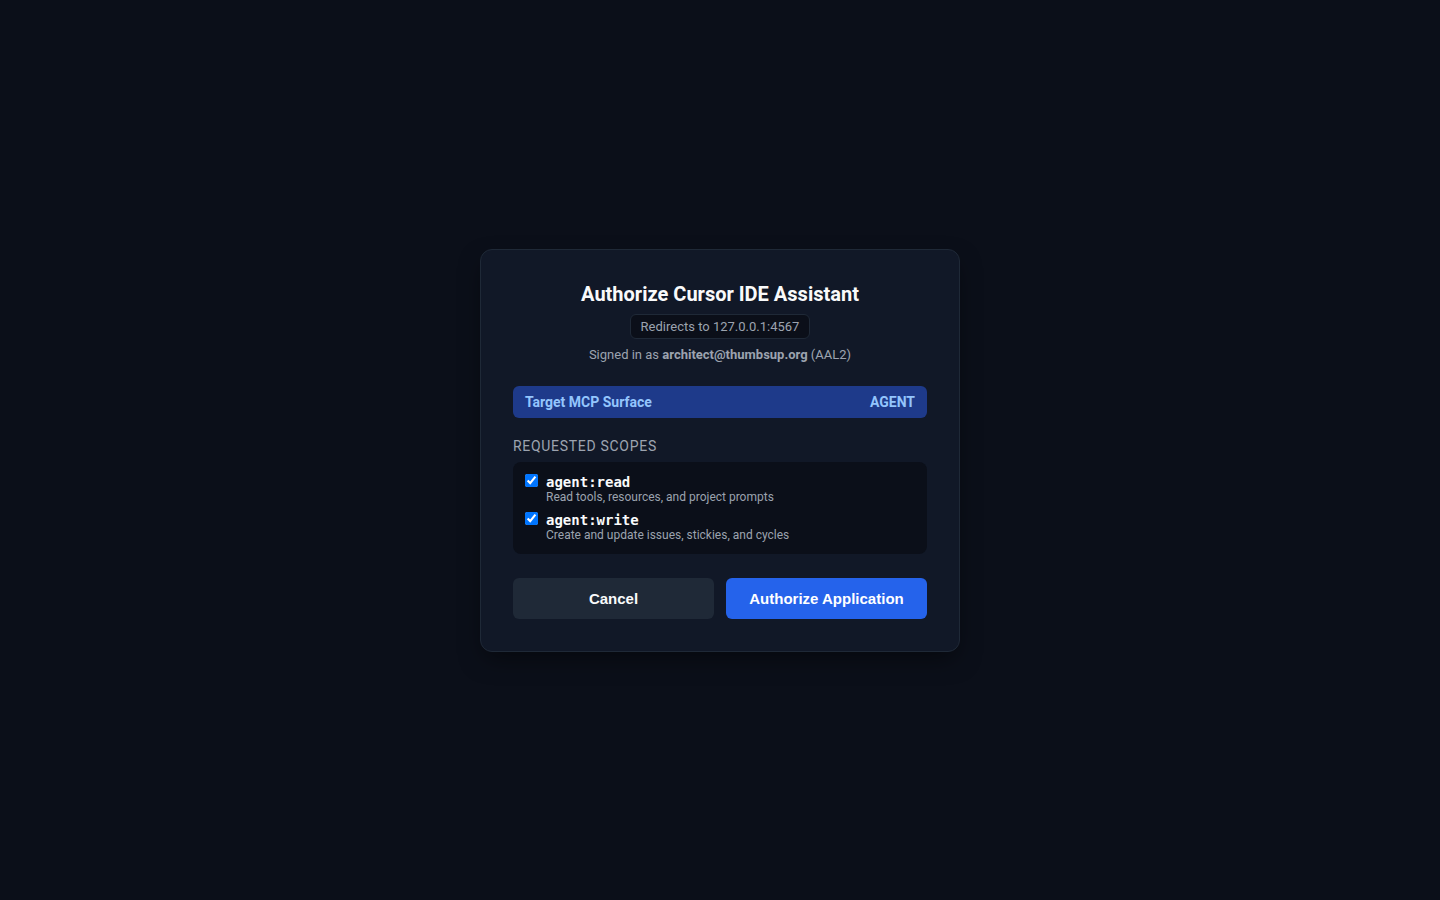 Authorize Cursor IDE Assistant
Redirects to 127.0.0.1:4567
Signed in as architect@thumbsup.org (AAL2)
Target MCP Surface AGENT
REQUESTED SCOPES
agent:read
Read tools, resources, and project prompts
agent:write
Create and update issues, stickies, and cycles
Cancel Authorize Application